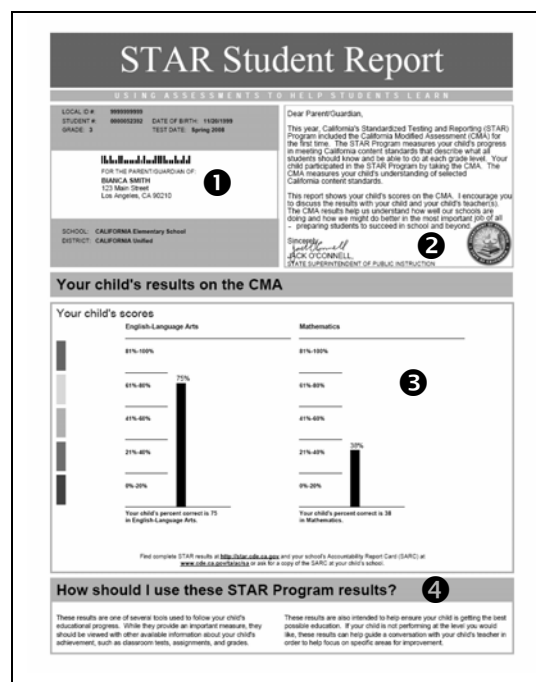 STAR Student Report
USING ASSESSMENTS TO HELP STUDENTS LEARN
LOCAL ID #: 9999999999
STUDENT #: 0000052392 DATE OF BIRTH: 11/20/1999
GRADE: 3 TEST DATE: Spring 2008
FOR THE PARENT/GUARDIAN OF:
BIANCA SMITH
123 Main Street
Los Angeles, CA 90210
❶
SCHOOL: CALIFORNIA Elementary School
DISTRICT: CALIFORNIA Unified
Dear Parent/Guardian,
This year, California's Standardized Testing and Reporting (STAR)
Program included the California Modified Assessment (CMA) for
the first time. The STAR Program measures your child's progress
in meeting California content standards that describe what all
students should know and be able to do at each grade level. Your
child participated in the STAR Program by taking the CMA. The
CMA measures your child's understanding of selected
California content standards.
This report shows your child's scores on the CMA. I encourage you
to discuss the results with your child and your child's teacher(s).
The CMA results help us understand how well our schools are
doing and how we might do better in the most important job of all
- preparing students to succeed in school and beyond.
Sincerely,
JACK O'CONNELL,
STATE SUPERINTENDENT OF PUBLIC INSTRUCTION
❷
Your child's results on the CMA
Your child's scores
English-Language Arts
81%-100%
61%-80%
75%
41%-60%
21%-40%
0%-20%
Your child's percent correct is 75
in English-Language Arts.
Mathematics
81%-100%
61%-80%
41%-60%
21%-40%
38%
0%-20%
Your child's percent correct is 38
in Mathematics.
❸
Find complete STAR results at http://star.cde.ca.gov and your school's Accountability Report Card (SARC) at
www.cde.ca.gov/ta/ac/sa or ask for a copy of the SARC at your child's school.
How should I use these STAR Program results? ❹
These results are one of several tools used to follow your child's
educational progress. While they provide an important measure, they
should be viewed with other available information about your child's
achievement, such as classroom tests, assignments, and grades.
These results are also intended to help ensure your child is getting the best
possible education. If your child is not performing at the level you would
like, these results can help guide a conversation with your child's teacher in
order to help focus on specific areas for improvement.